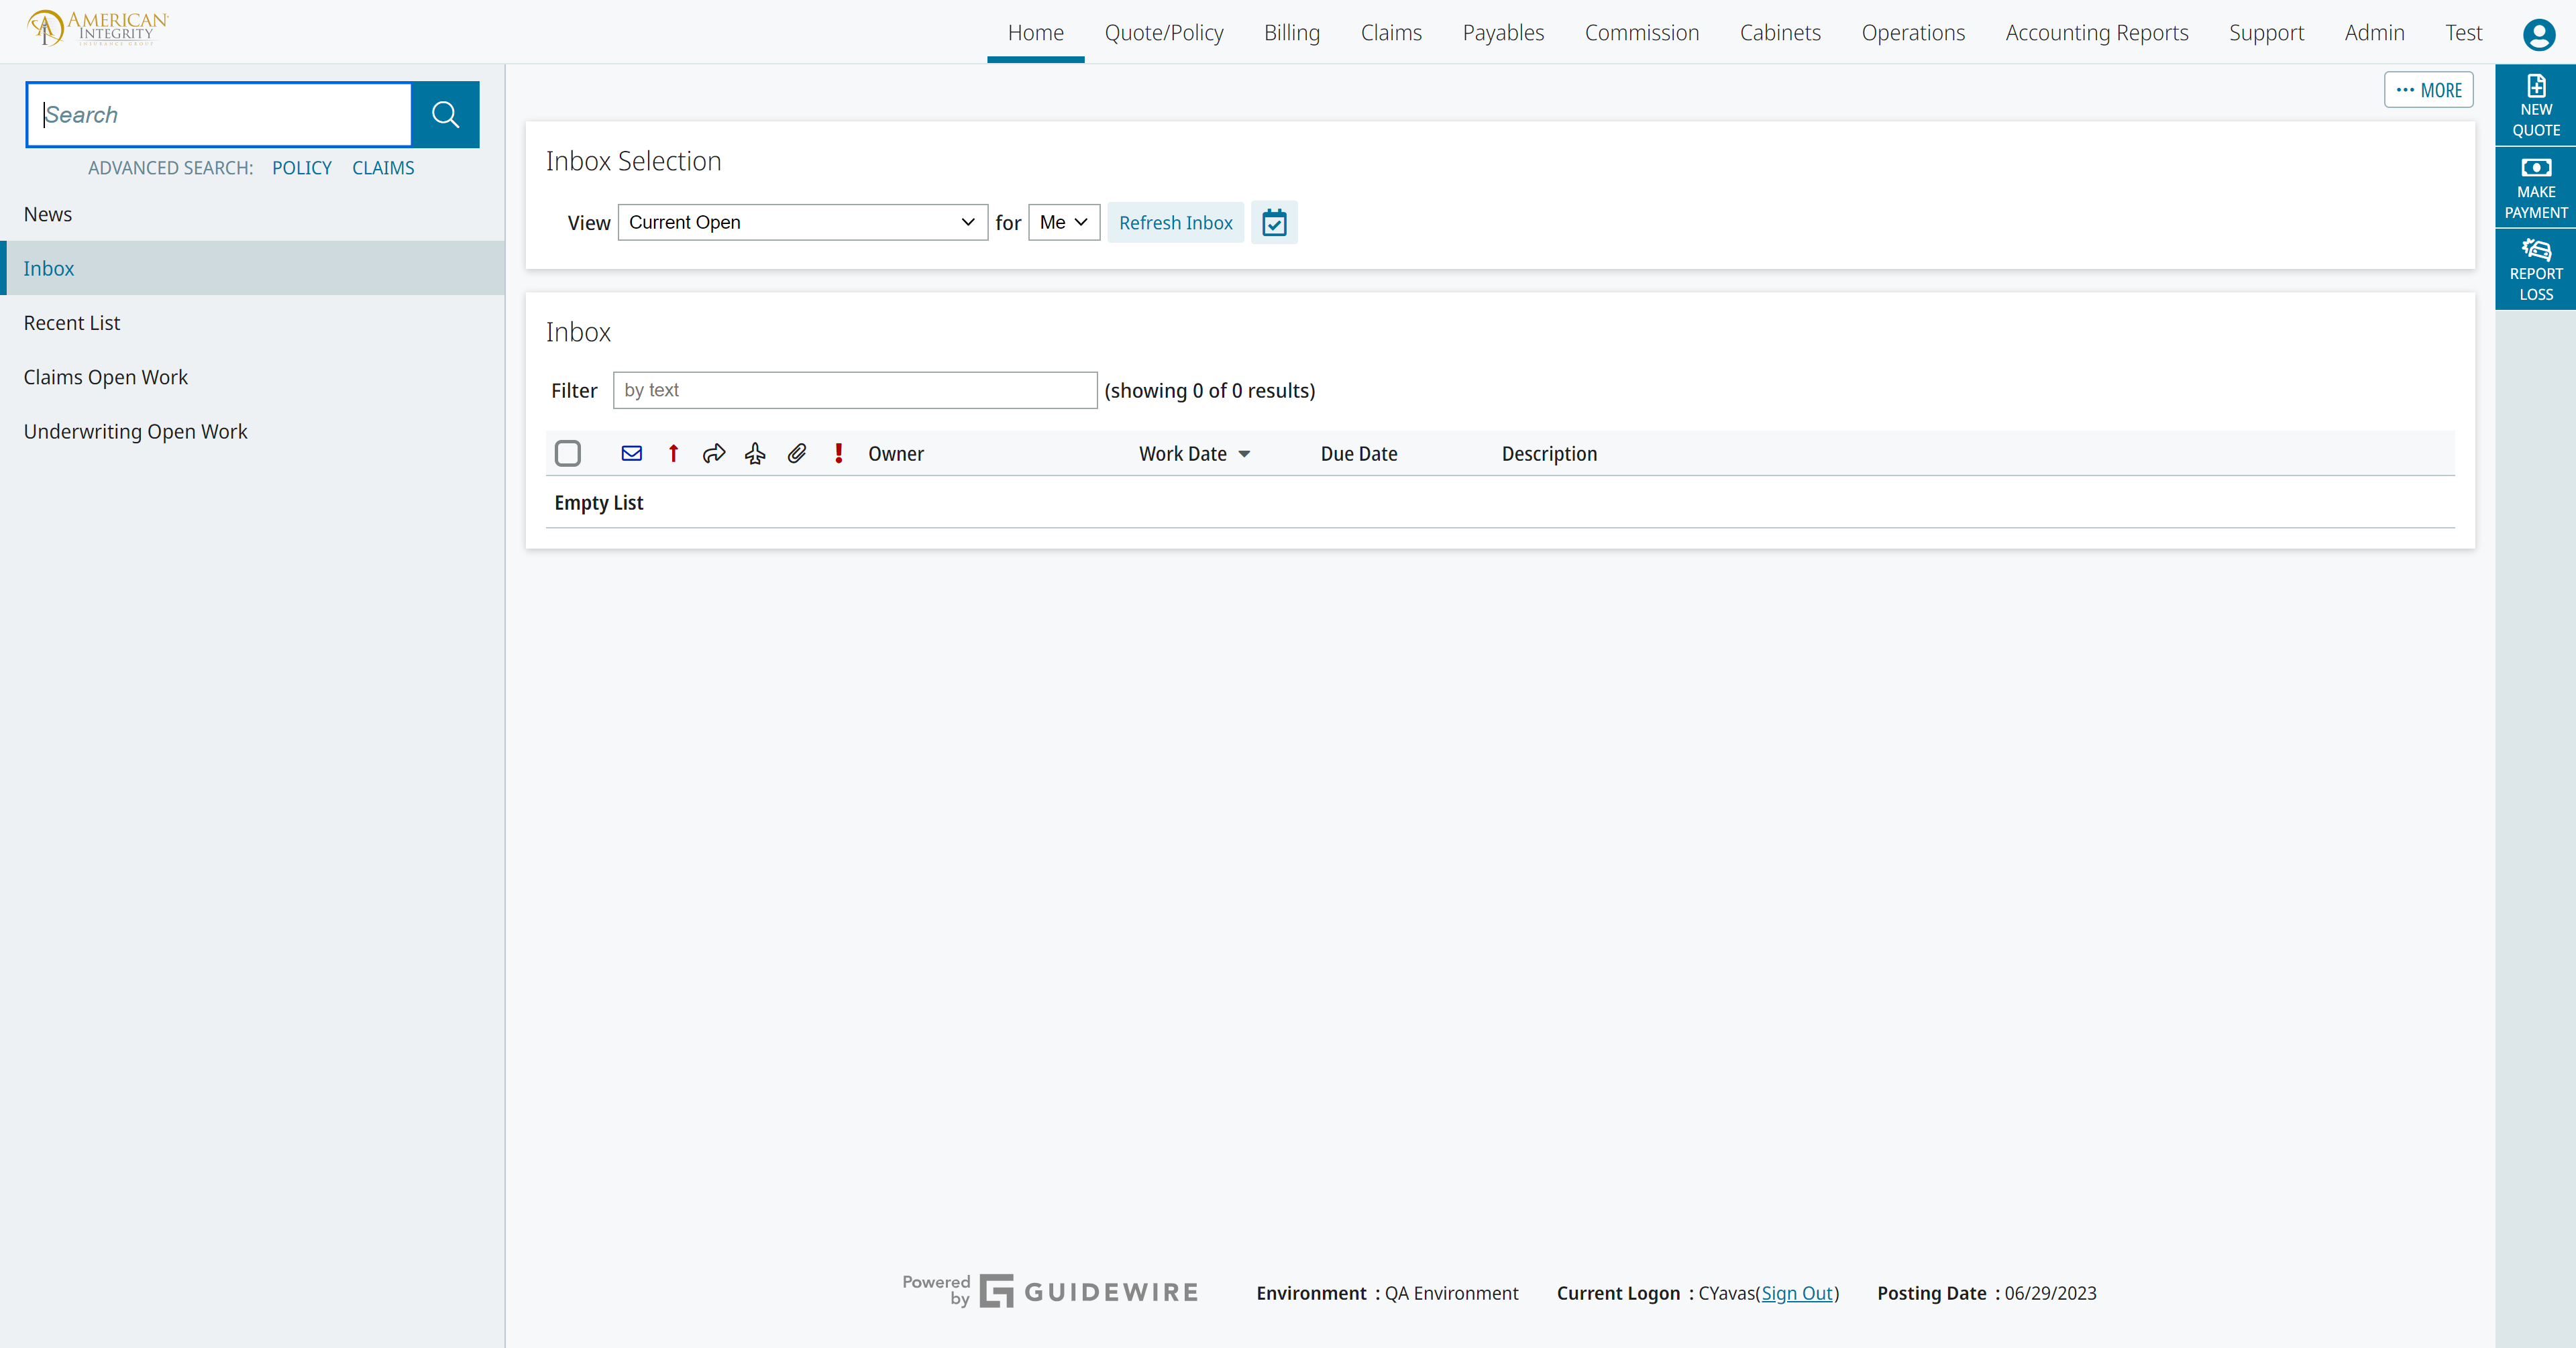 AMERICAN
INTEGRITY
INSURANCE GROUP
Home Quote/Policy Billing Claims Payables Commission Cabinets Operations Accounting Reports Support Admin Test
Search
ADVANCED SEARCH: POLICY CLAIMS
News
Inbox
Recent List
Claims Open Work
Underwriting Open Work
••• MORE
Inbox Selection
View Current Open for Me Refresh Inbox
Inbox
Filter by text (showing 0 of 0 results)
Owner Work Date Due Date Description
Empty List
NEW
QUOTE
MAKE
PAYMENT
REPORT
LOSS
Powered
by
GUIDEWIRE
Environment : QA Environment Current Logon : CYavas(Sign Out) Posting Date : 06/29/2023